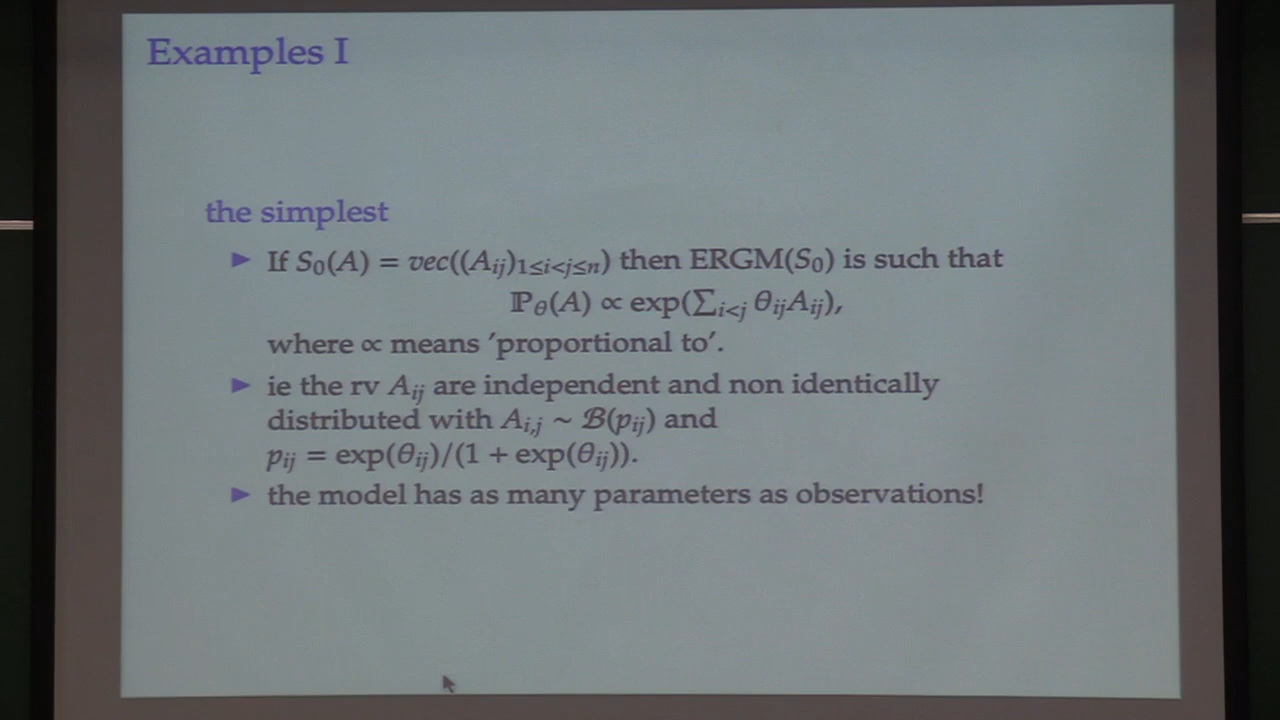 Examples I
the simplest
► If S₀(A) = vec((Aᵢⱼ)₁≤ᵢ<ⱼ≤ₙ) then ERGM(S₀) is such that
ℙ_θ(A) ∝ exp(∑ᵢ<ⱼ θᵢⱼAᵢⱼ),
where ∝ means 'proportional to'.
► ie the rv Aᵢⱼ are independent and non identically
distributed with Aᵢ,ⱼ ~ ℬ(pᵢⱼ) and
pᵢⱼ = exp(θᵢⱼ)/(1 + exp(θᵢⱼ)).
► the model has as many parameters as observations!